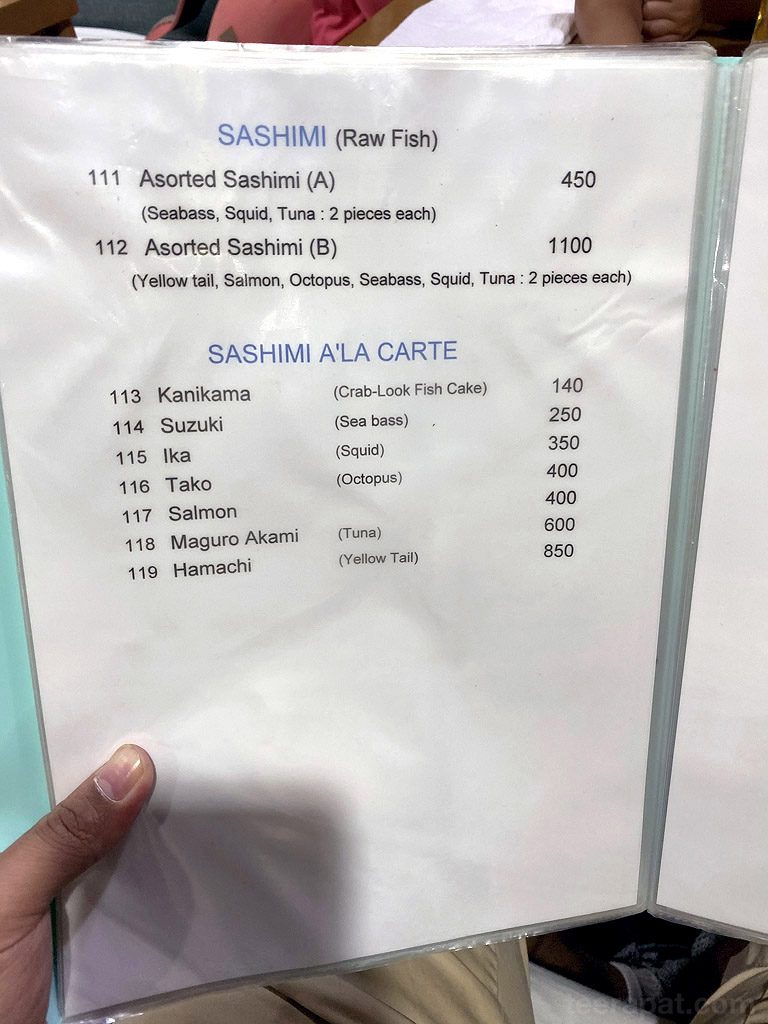 SASHIMI (Raw Fish)
111 Asorted Sashimi (A) 450
(Seabass, Squid, Tuna : 2 pieces each)
112 Asorted Sashimi (B) 1100
(Yellow tail, Salmon, Octopus, Seabass, Squid, Tuna : 2 pieces each)
SASHIMI A'LA CARTE
113 Kanikama (Crab-Look Fish Cake) 140
114 Suzuki (Sea bass) 250
115 Ika (Squid) 350
116 Tako (Octopus) 400
117 Salmon 400
118 Maguro Akami (Tuna) 600
119 Hamachi (Yellow Tail) 850
teerapat.com